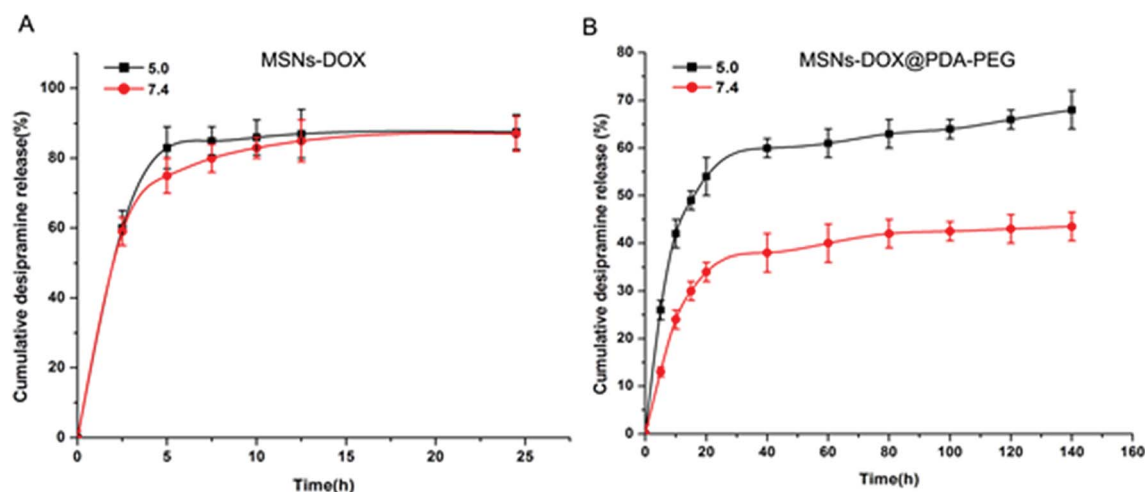 A
MSNs-DOX
5.0
7.4
Cumulative desipramine release(%)
100
80
60
40
20
0
0 5 10 15 20 25
Time(h)
B
MSNs-DOX@PDA-PEG
5.0
7.4
Cumulative desipramine release (%)
80
70
60
50
40
30
20
10
0
0 20 40 60 80 100 120 140 160
Time(h)